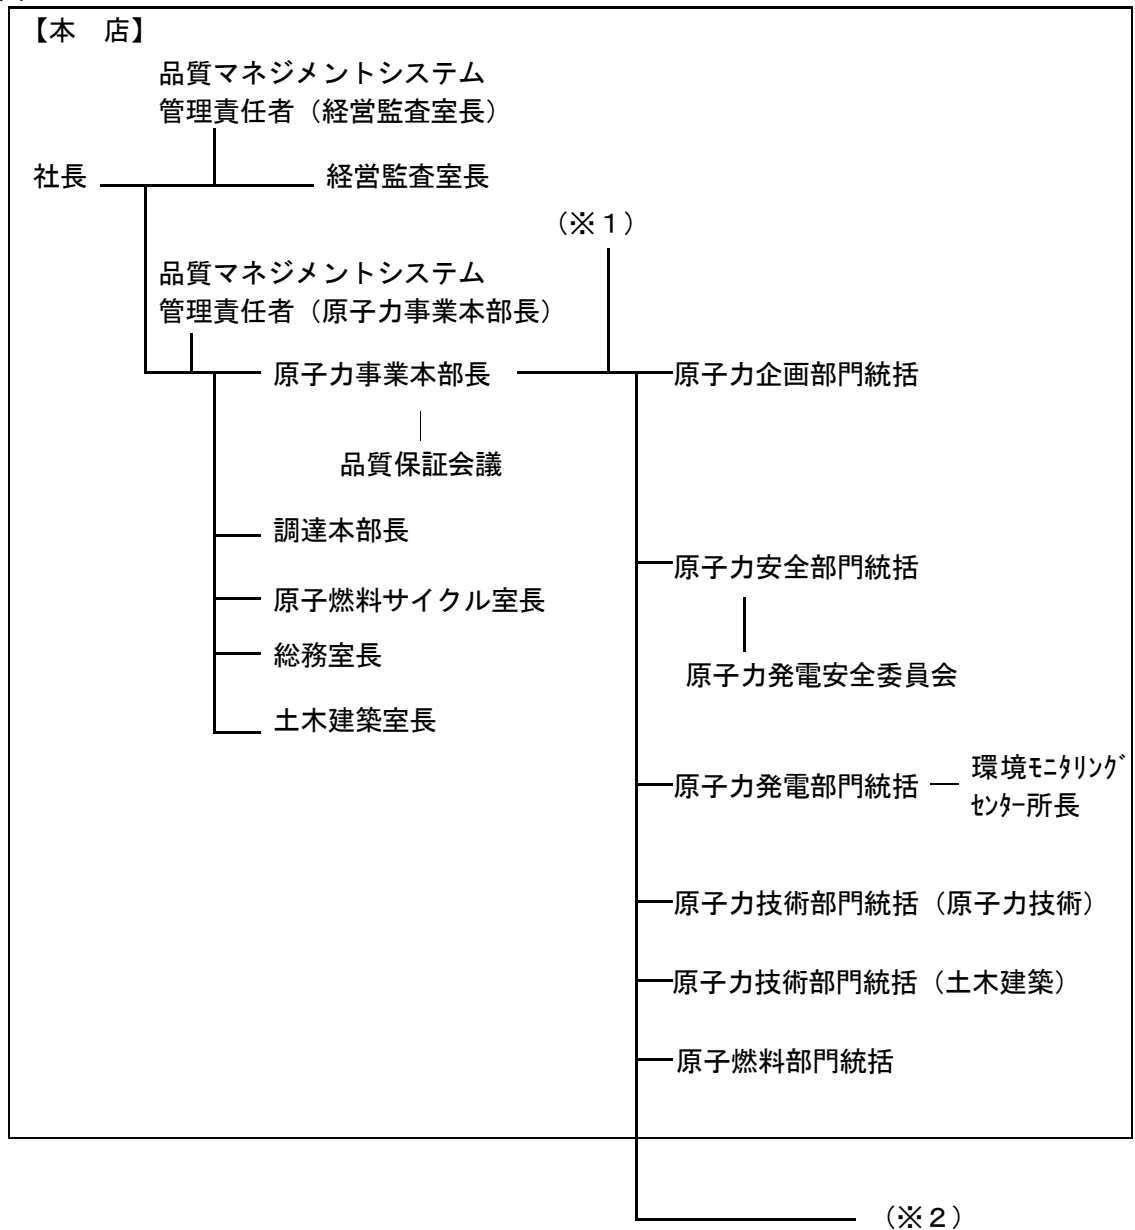 【本　店】
品質マネジメントシステム
管理責任者（経営監査室長）
社長
経営監査室長
（※１）
品質マネジメントシステム
管理責任者（原子力事業本部長）
原子力事業本部長
原子力企画部門統括
品質保証会議
調達本部長
原子力安全部門統括
原子燃料サイクル室長
総務室長
原子力発電安全委員会
土木建築室長
原子力発電部門統括
環境ﾓﾆﾀﾘﾝｸﾞ
ｾﾝﾀｰ所長
原子力技術部門統括（原子力技術）
原子力技術部門統括（土木建築）
原子燃料部門統括
（※２）